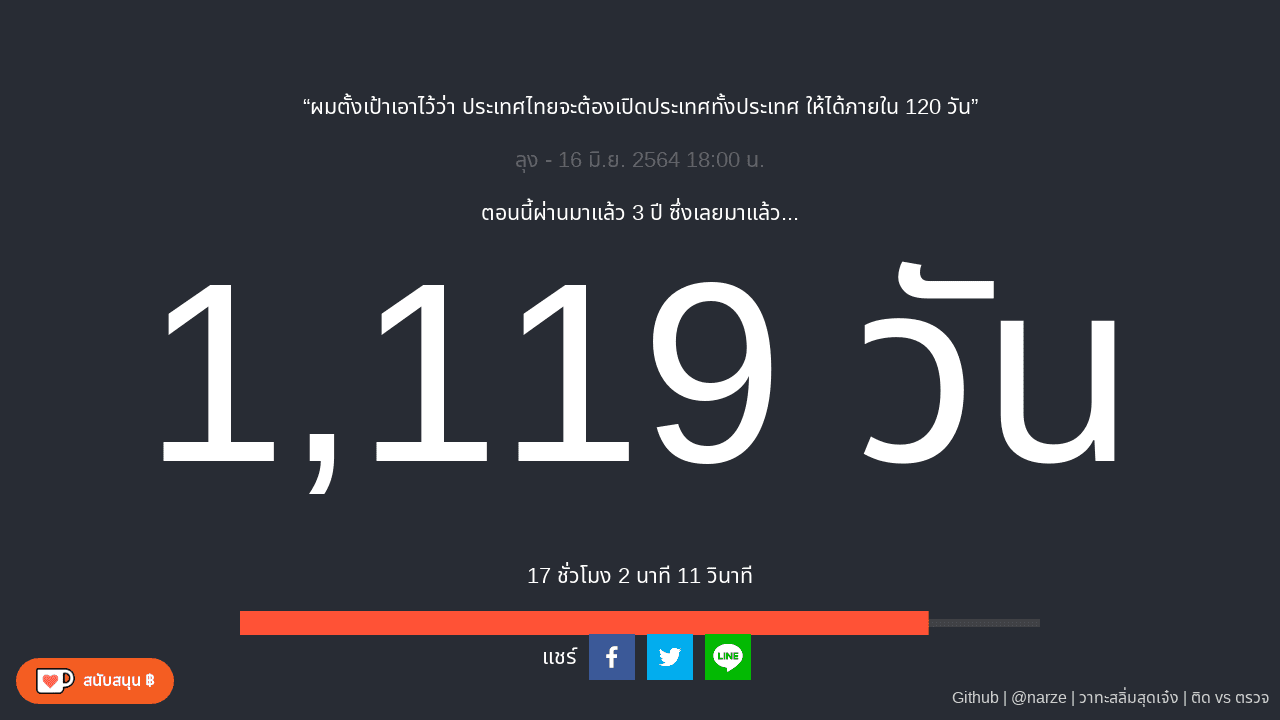 “ผมตั้งเป้าเอาไว้ว่า ประเทศไทยจะต้องเปิดประเทศทั้งประเทศ ให้ได้ภายใน 120 วัน”
ลุง - 16 มิ.ย. 2564 18:00 น.
ตอนนี้ผ่านมาแล้ว 3 ปี ซึ่งเลยมาแล้ว...
1,119 วัน
17 ชั่วโมง 2 นาที 11 วินาที
แชร์
LINE
สนับสนุน ฿
Github | @narze | วาทะสลิ่มสุดเจ๋ง | ติด vs ตรวจ